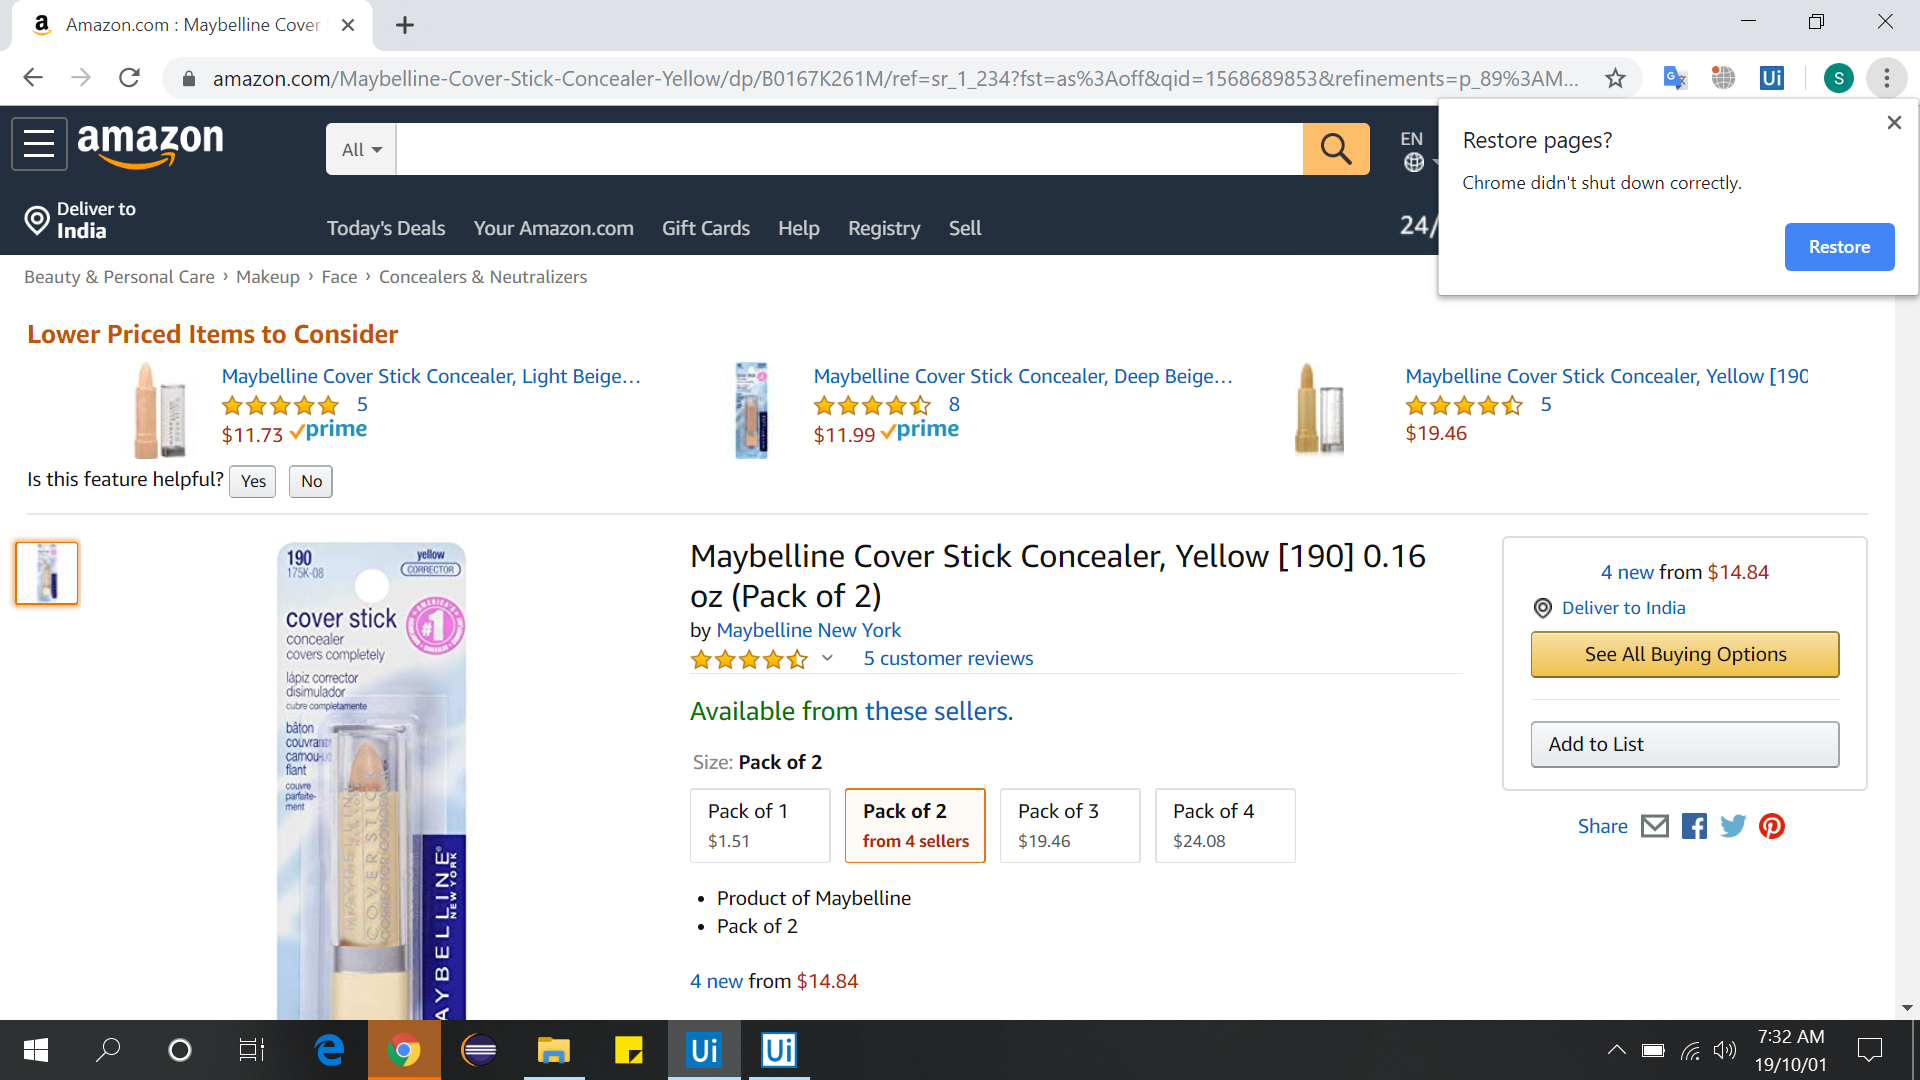 Amazon.com : Maybelline Cover
amazon.com/Maybelline-Cover-Stick-Concealer-Yellow/dp/B0167K261M/ref=sr_1_234?fst=as%3Aoff&qid=1568689853&refinements=p_89%3AM...
Ui
S
Restore pages?
Chrome didn't shut down correctly.
Restore
amazon
All
EN
Deliver to
India
Today's Deals
Your Amazon.com
Gift Cards
Help
Registry
Sell
24/
Beauty & Personal Care › Makeup › Face › Concealers & Neutralizers
Lower Priced Items to Consider
Maybelline Cover Stick Concealer, Light Beige…
5
$11.73 prime
Maybelline Cover Stick Concealer, Deep Beige…
8
$11.99 prime
Maybelline Cover Stick Concealer, Yellow [190
5
$19.46
Is this feature helpful? Yes No
190
175K-08
yellow
CORRECTOR
cover stick
concealer
covers completely
AMERICA'S
#1
lápiz corrector
disimulador
cubre completamente
bâton
couvrant
camou-
flant
couvre
parfaite-
ment
MAYBELLINE
COVER STICK
CORRECTOR CONCEALER
MAYBELLINE®
NEW YORK
Maybelline Cover Stick Concealer, Yellow [190] 0.16
oz (Pack of 2)
by Maybelline New York
5 customer reviews
Available from these sellers.
Size: Pack of 2
Pack of 1
$1.51
Pack of 2
from 4 sellers
Pack of 3
$19.46
Pack of 4
$24.08
• Product of Maybelline
• Pack of 2
4 new from $14.84
4 new from $14.84
Deliver to India
See All Buying Options
Add to List
Share
Ui
Ui
7:32 AM
19/10/01